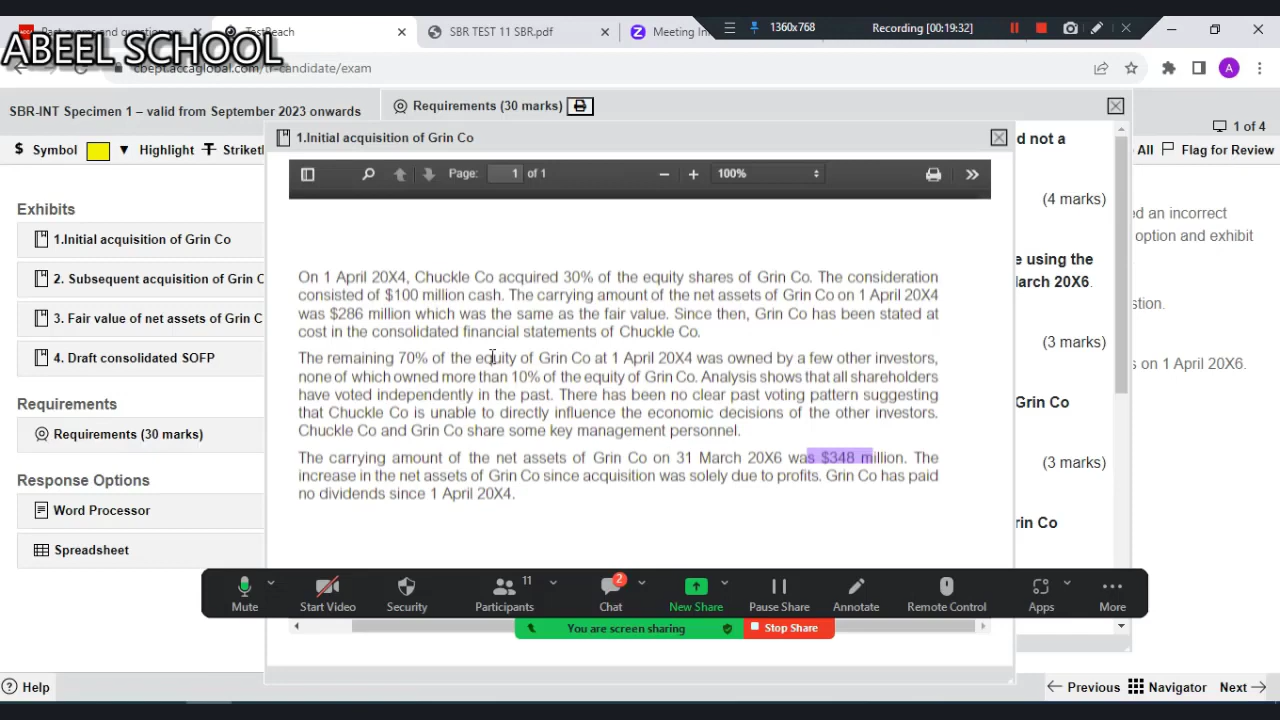 TestBeach
SBR TEST 11 SBR.pdf
Meeting In
1360x768
Recording [00:19:32]
ABEEL SCHOOL
cbept.accaglobal.com/tr-candidate/exam
A
SBR-INT Specimen 1 – valid from September 2023 onwards
Requirements (30 marks)
1 of 4
$ Symbol
Highlight
Striket
1.Initial acquisition of Grin Co
d not a
All
Flag for Review
Page: 1 of 1
100%
(4 marks)
Exhibits
ed an incorrect
1.Initial acquisition of Grin Co
option and exhibit
e using the
2. Subsequent acquisition of Grin C
arch 20X6.
On 1 April 20X4, Chuckle Co acquired 30% of the equity shares of Grin Co. The consideration
consisted of $100 million cash. The carrying amount of the net assets of Grin Co on 1 April 20X4
was $286 million which was the same as the fair value. Since then, Grin Co has been stated at
cost in the consolidated financial statements of Chuckle Co.
stion.
3. Fair value of net assets of Grin C
(3 marks)
4. Draft consolidated SOFP
The remaining 70% of the equity of Grin Co at 1 April 20X4 was owned by a few other investors,
none of which owned more than 10% of the equity of Grin Co. Analysis shows that all shareholders
have voted independently in the past. There has been no clear past voting pattern suggesting
that Chuckle Co is unable to directly influence the economic decisions of the other investors.
Chuckle Co and Grin Co share some key management personnel.
s on 1 April 20X6.
Requirements
Grin Co
Requirements (30 marks)
The carrying amount of the net assets of Grin Co on 31 March 20X6 was $348 million. The
increase in the net assets of Grin Co since acquisition was solely due to profits. Grin Co has paid
no dividends since 1 April 20X4.
(3 marks)
Response Options
Word Processor
rin Co
Spreadsheet
11
2
Mute
Start Video
Security
Participants
Chat
New Share
Pause Share
Annotate
Remote Control
Apps
More
You are screen sharing
Stop Share
Help
Previous
Navigator
Next